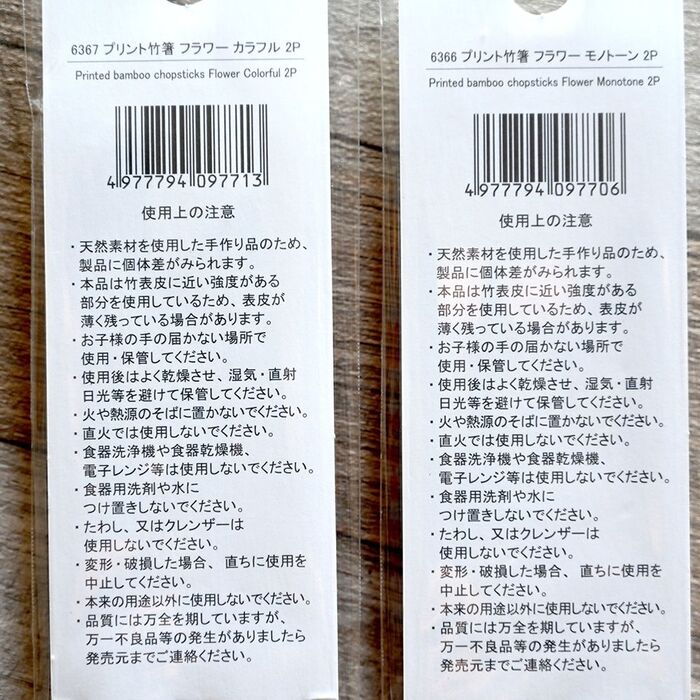 6367 プリント竹箸 フラワー カラフル 2P
Printed bamboo chopsticks Flower Colorful 2P
4 977794 097713
使用上の注意
・天然素材を使用した手作り品のため、
製品に個体差がみられます。
・本品は竹表皮に近い強度がある
部分を使用しているため、表皮が
薄く残っている場合があります。
・お子様の手の届かない場所で
使用・保管してください。
・使用後はよく乾燥させ、湿気・直射
日光等を避けて保管してください。
・火や熱源のそばに置かないでください。
・直火では使用しないでください。
・食器洗浄機や食器乾燥機、
電子レンジ等は使用しないでください。
・食器用洗剤や水に
つけ置きしないでください。
・たわし、又はクレンザーは
使用しないでください。
・変形・破損した場合、直ちに使用を
中止してください。
・本来の用途以外に使用しないでください。
・品質には万全を期していますが、
万一不良品等の発生がありましたら
発売元までご連絡ください。
6366 プリント竹箸 フラワー モノトーン 2P
Printed bamboo chopsticks Flower Monotone 2P
4 977794 097706
使用上の注意
・天然素材を使用した手作り品のため、
製品に個体差がみられます。
・本品は竹表皮に近い強度がある
部分を使用しているため、表皮が
薄く残っている場合があります。
・お子様の手の届かない場所で
使用・保管してください。
・使用後はよく乾燥させ、湿気・直射
日光等を避けて保管してください。
・火や熱源のそばに置かないでください。
・直火では使用しないでください。
・食器洗浄機や食器乾燥機、
電子レンジ等は使用しないでください。
・食器用洗剤や水に
つけ置きしないでください。
・たわし、又はクレンザーは
使用しないでください。
・変形・破損した場合、直ちに使用を
中止してください。
・本来の用途以外に使用しないでください。
・品質には万全を期していますが、
万一不良品等の発生がありましたら
発売元までご連絡ください。